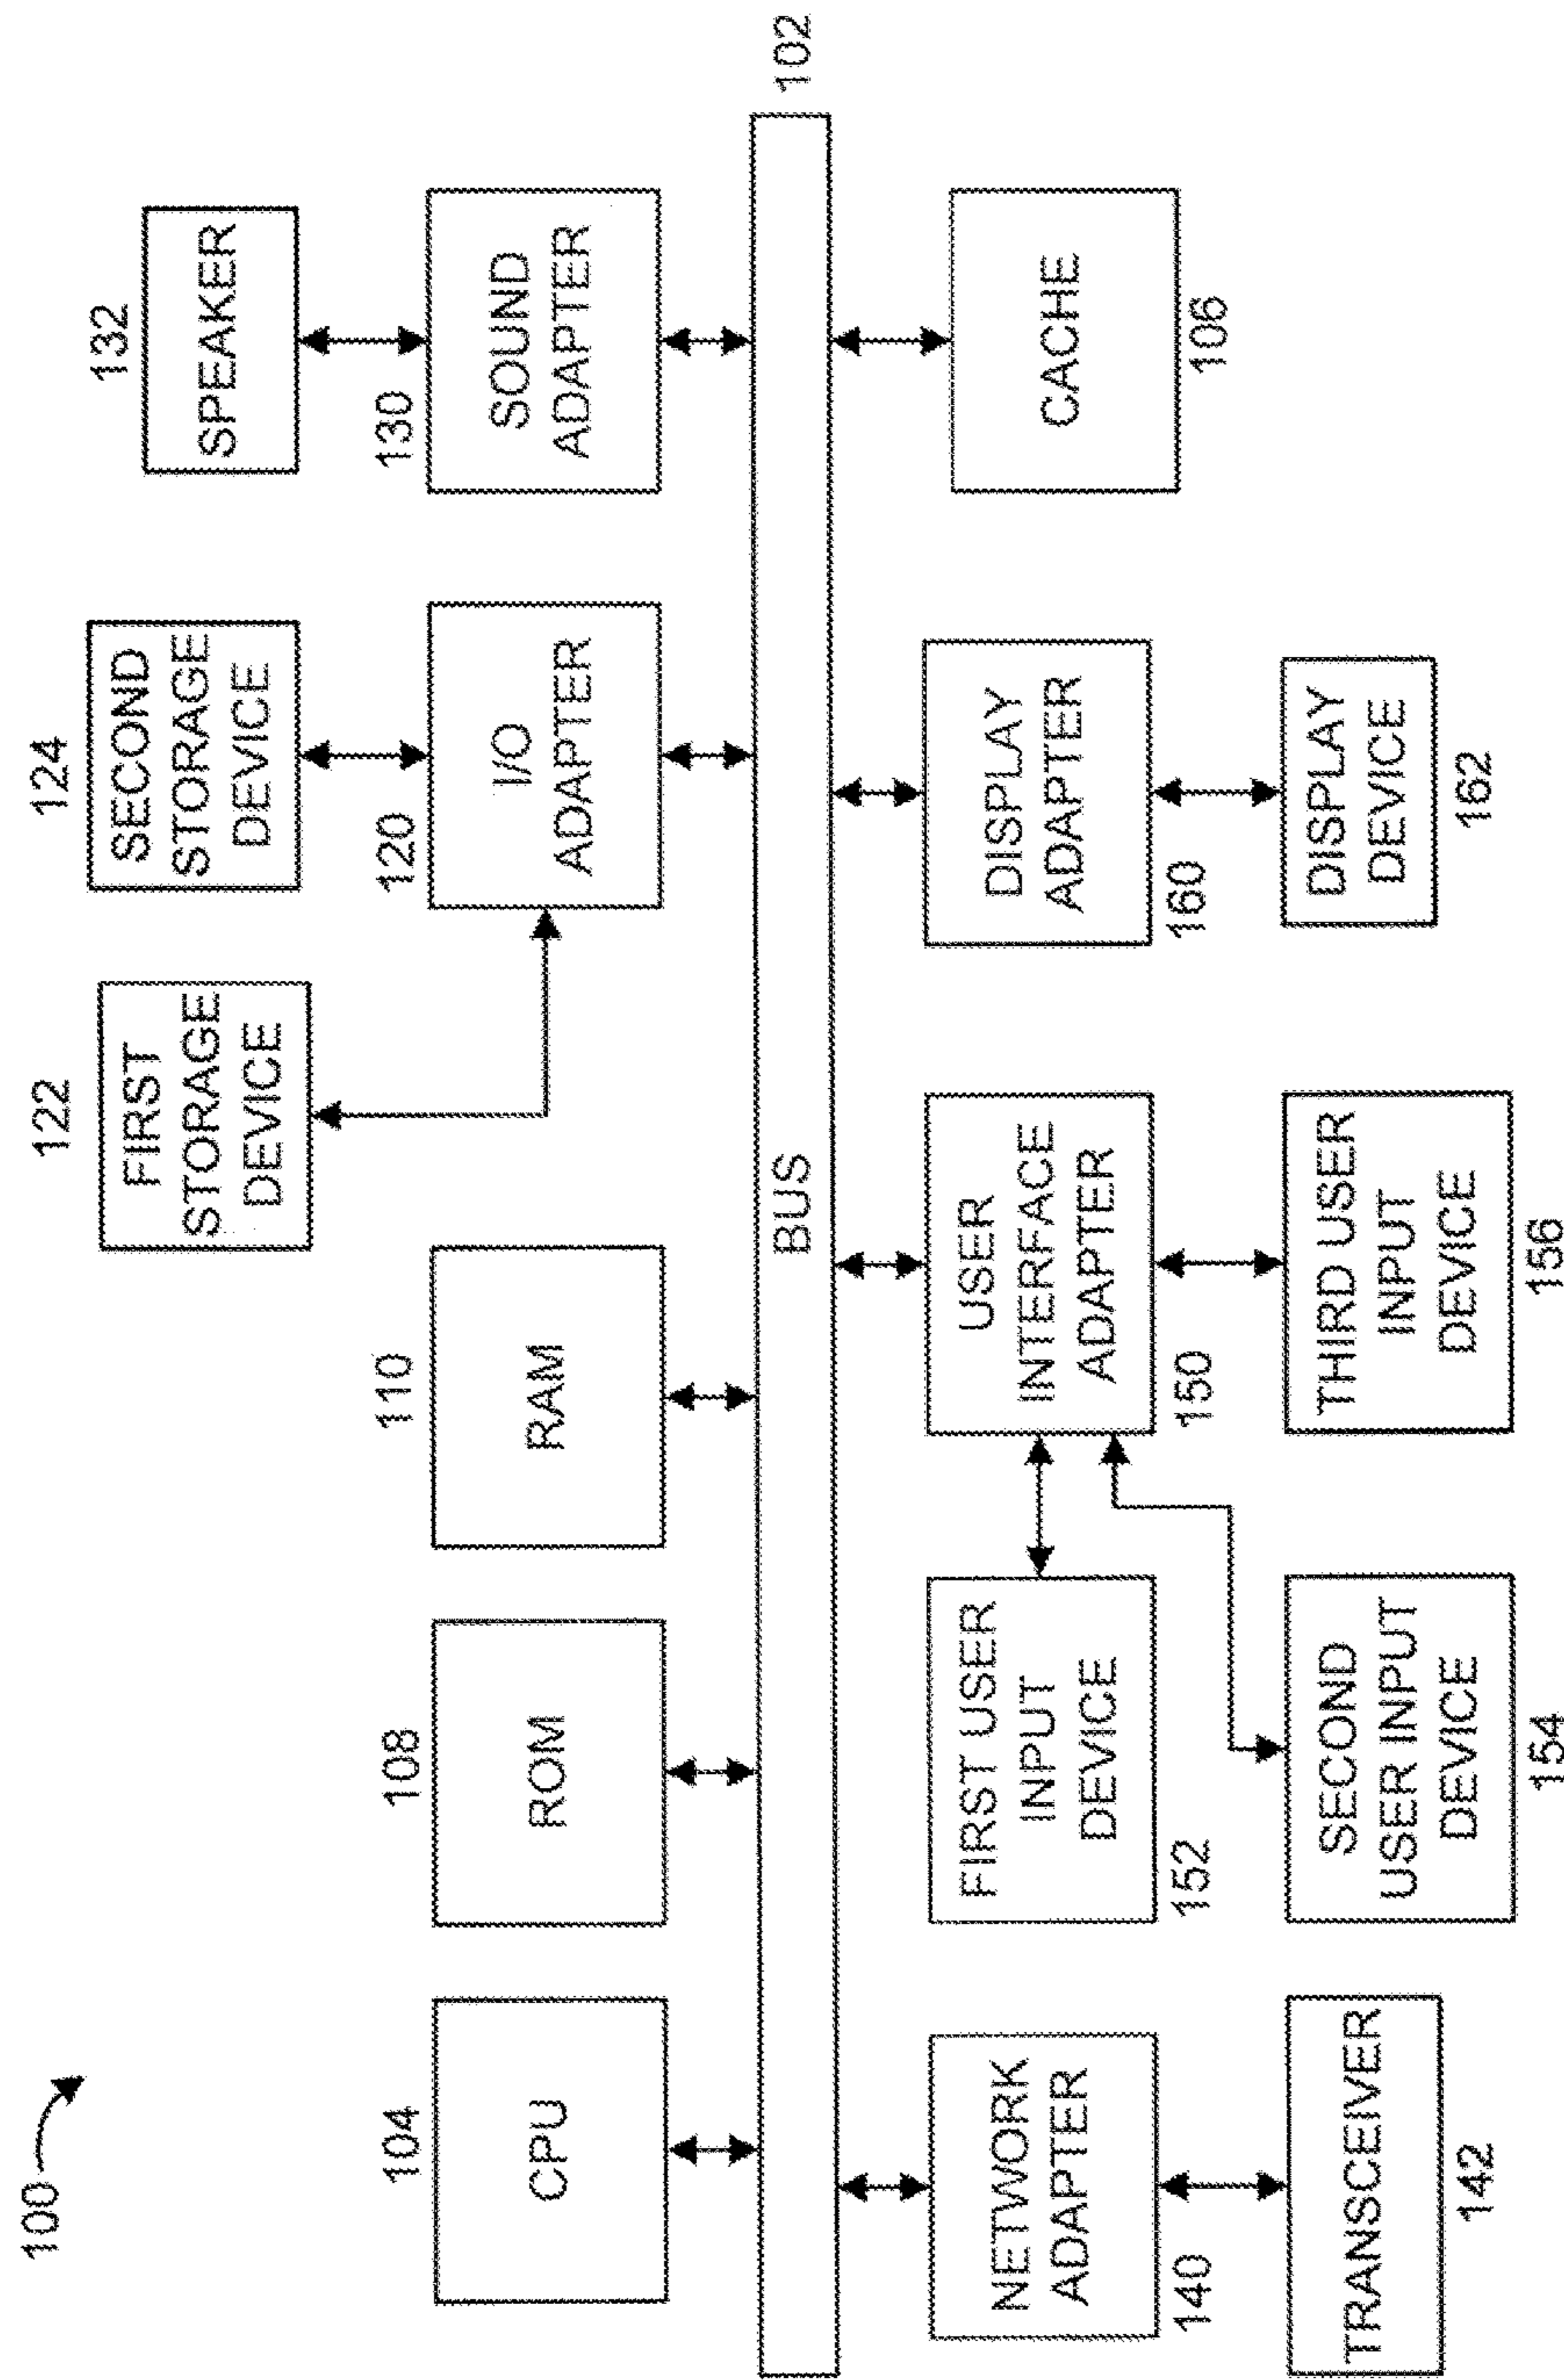 100
122
FIRST
STORAGE
DEVICE
124
SECOND
STORAGE
DEVICE
132
SPEAKER
104
CPU
108
ROM
110
RAM
120
I/O
ADAPTER
130
SOUND
ADAPTER
BUS
102
NETWORK
ADAPTER
140
FIRST USER
INPUT
DEVICE
152
USER
INTERFACE
ADAPTER
150
DISPLAY
ADAPTER
160
CACHE
106
TRANSCEIVER
142
SECOND
USER INPUT
DEVICE
154
THIRD USER
INPUT
DEVICE
156
DISPLAY
DEVICE
162